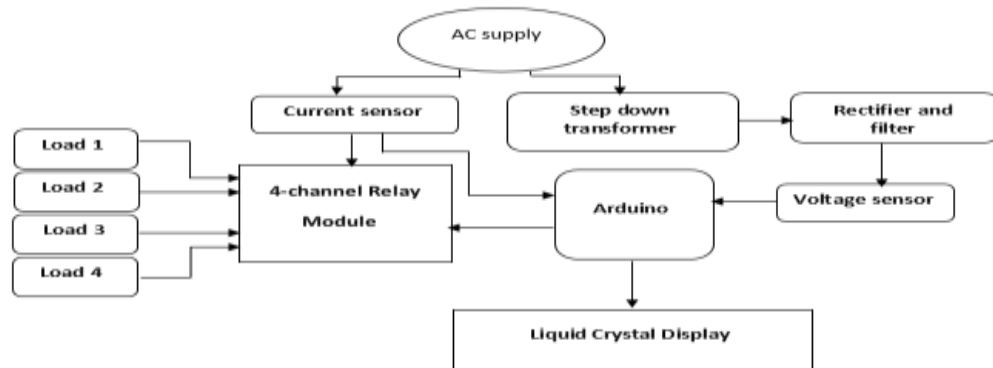 AC supply
Current sensor
Step down
transformer
Rectifier and
filter
Load 1
Load 2
Load 3
Load 4
4-channel Relay
Module
Arduino
Voltage sensor
Liquid Crystal Display